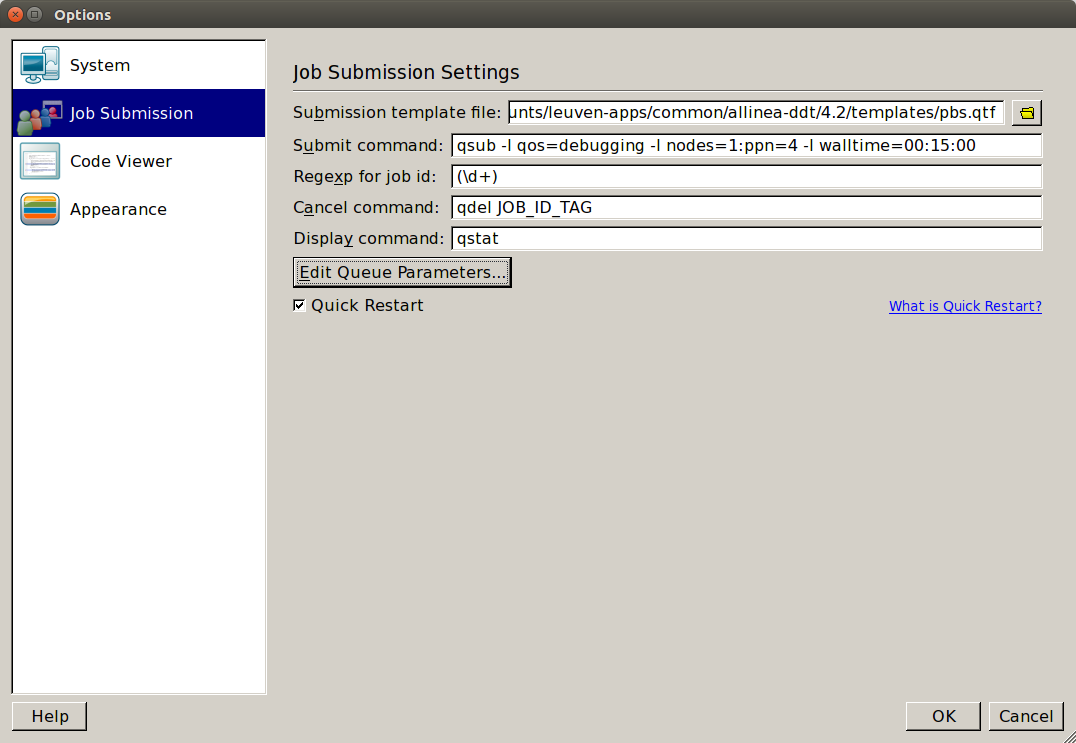 Options
System
Job Submission
Code Viewer
Appearance
Job Submission Settings
Submission template file: unts/leuven-apps/common/allinea-ddt/4.2/templates/pbs.qtf
Submit command: qsub -l qos=debugging -l nodes=1:ppn=4 -l walltime=00:15:00
Regexp for job id: (\d+)
Cancel command: qdel JOB_ID_TAG
Display command: qstat
Edit Queue Parameters...
Quick Restart
What is Quick Restart?
Help
OK
Cancel